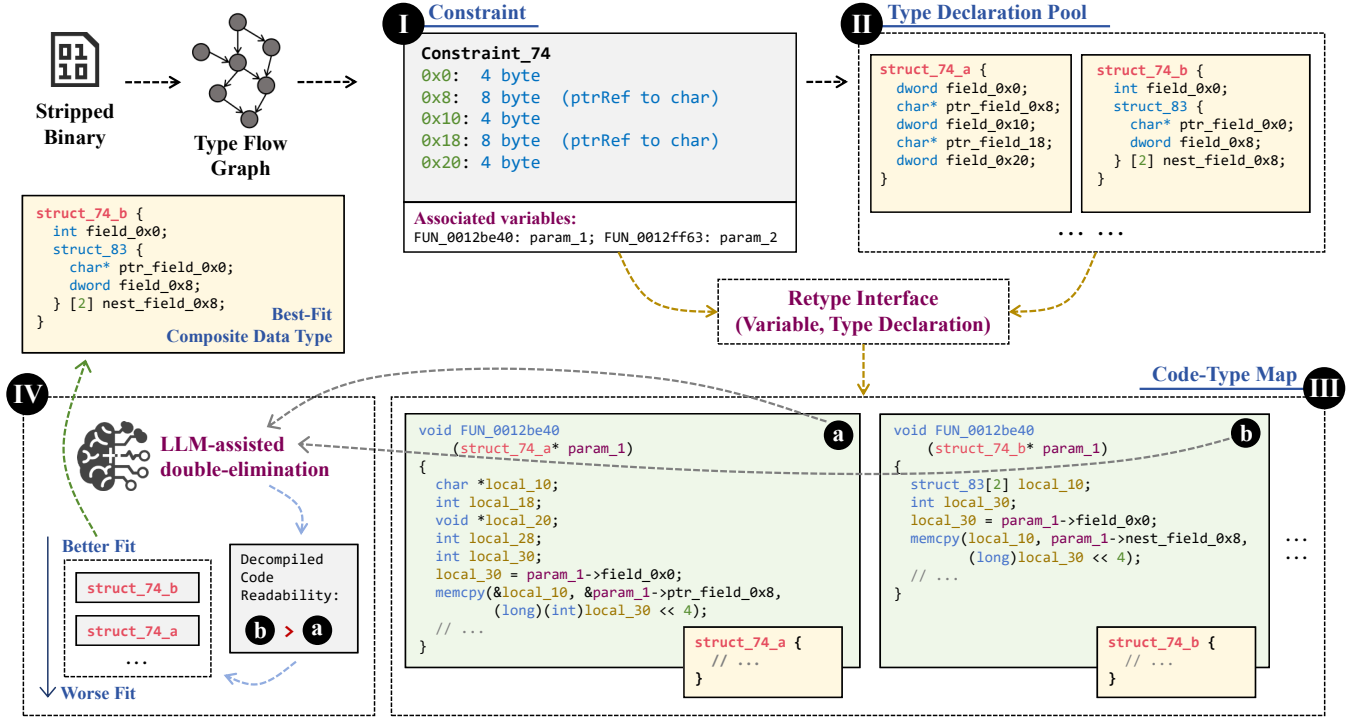 01
10
Stripped
Binary
Type Flow
Graph
I
Constraint
Constraint_74
0x0: 4 byte
0x8: 8 byte (ptrRef to char)
0x10: 4 byte
0x18: 8 byte (ptrRef to char)
0x20: 4 byte
Associated variables:
FUN_0012be40: param_1; FUN_0012ff63: param_2
II
Type Declaration Pool
struct_74_a {
dword field_0x0;
char* ptr_field_0x8;
dword field_0x10;
char* ptr_field_18;
dword field_0x20;
}
struct_74_b {
int field_0x0;
struct_83 {
char* ptr_field_0x0;
dword field_0x8;
} [2] nest_field_0x8;
}
... ...
struct_74_b {
int field_0x0;
struct_83 {
char* ptr_field_0x0;
dword field_0x8;
} [2] nest_field_0x8;
}
Best-Fit
Composite Data Type
Retype Interface
(Variable, Type Declaration)
Code-Type Map
III
void FUN_0012be40
(struct_74_a* param_1)
{
char *local_10;
int local_18;
void *local_20;
int local_28;
int local_30;
local_30 = param_1->field_0x0;
memcpy(&local_10, &param_1->ptr_field_0x8,
(long)(int)local_30 << 4);
// ...
}
a
struct_74_a {
// ...
}
void FUN_0012be40
(struct_74_b* param_1)
{
struct_83[2] local_10;
int local_30;
local_30 = param_1->field_0x0;
memcpy(local_10, param_1->nest_field_0x8,
(long)local_30 << 4);
// ...
}
b
struct_74_b {
// ...
}
...
...
IV
LLM-assisted
double-elimination
Better Fit
struct_74_b
struct_74_a
...
Worse Fit
Decompiled
Code
Readability:
b > a